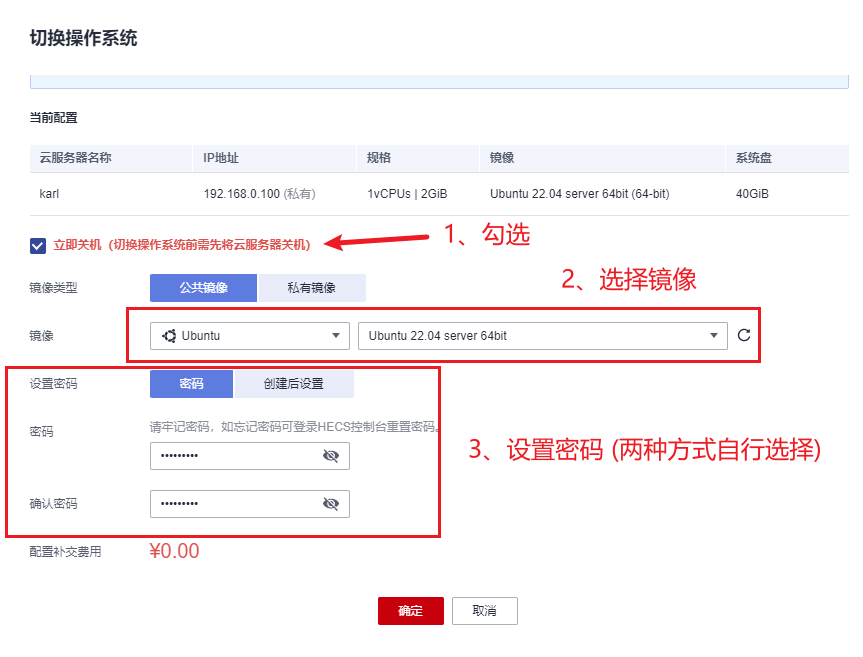 切换操作系统
当前配置
云服务器名称 IP地址 规格 镜像 系统盘
karl 192.168.0.100 (私有) 1vCPUs | 2GiB Ubuntu 22.04 server 64bit (64-bit) 40GiB
立即关机（切换操作系统前需先将云服务器关机） 1、勾选
2、选择镜像
镜像类型 公共镜像 私有镜像
镜像 Ubuntu Ubuntu 22.04 server 64bit
设置密码 密码 创建后设置
密码 请牢记密码，如忘记密码可登录HECS控制台重置密码。
•••••••••
3、设置密码 (两种方式自行选择)
确认密码 •••••••••
配置补交费用 ¥0.00
确定 取消